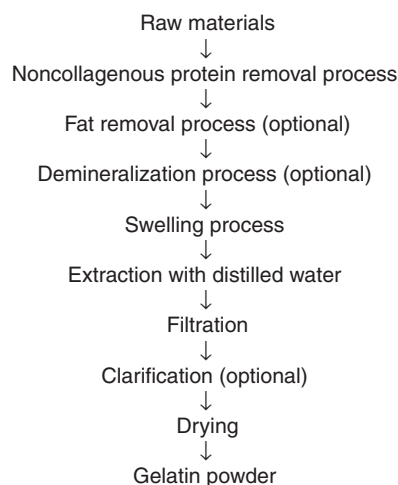 Raw materials
↓
Noncollagenous protein removal process
↓
Fat removal process (optional)
↓
Demineralization process (optional)
↓
Swelling process
↓
Extraction with distilled water
↓
Filtration
↓
Clarification (optional)
↓
Drying
↓
Gelatin powder